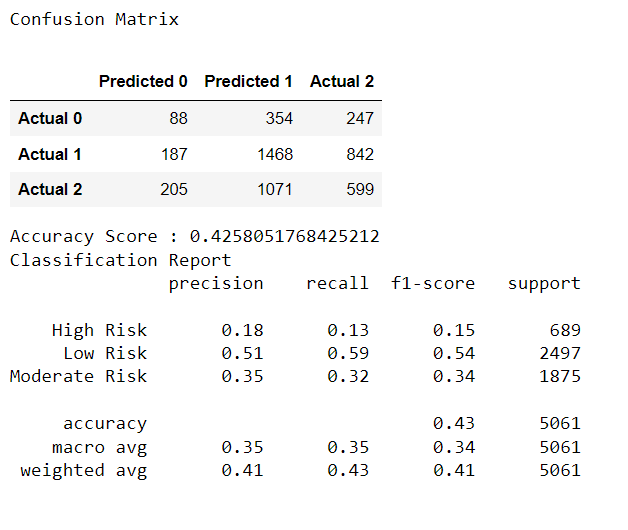 Confusion Matrix
Predicted 0 Predicted 1 Actual 2
Actual 0 88 354 247
Actual 1 187 1468 842
Actual 2 205 1071 599
Accuracy Score : 0.4258051768425212
Classification Report
precision recall f1-score support
High Risk 0.18 0.13 0.15 689
Low Risk 0.51 0.59 0.54 2497
Moderate Risk 0.35 0.32 0.34 1875
accuracy 0.43 5061
macro avg 0.35 0.35 0.34 5061
weighted avg 0.41 0.43 0.41 5061